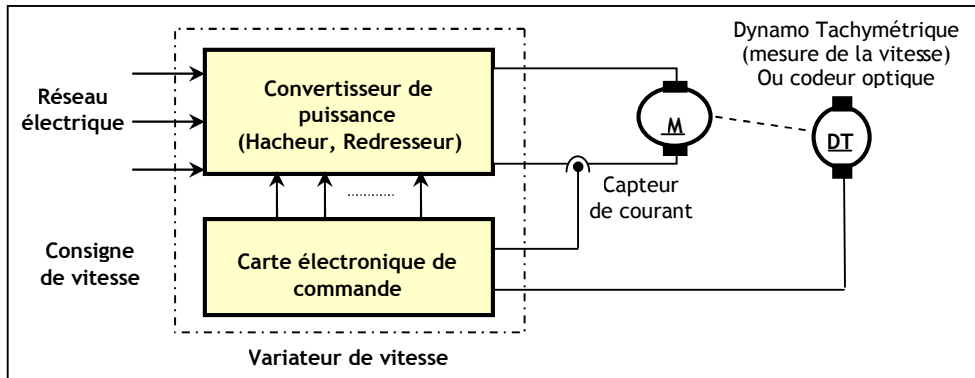 Dynamo Tachymétrique
(mesure de la vitesse)
Ou codeur optique
Réseau
électrique
Convertisseur de
puissance
(Hacheur, Redresseur)
M
DT
Capteur
de courant
Consigne
de vitesse
Carte électronique de
commande
Variateur de vitesse